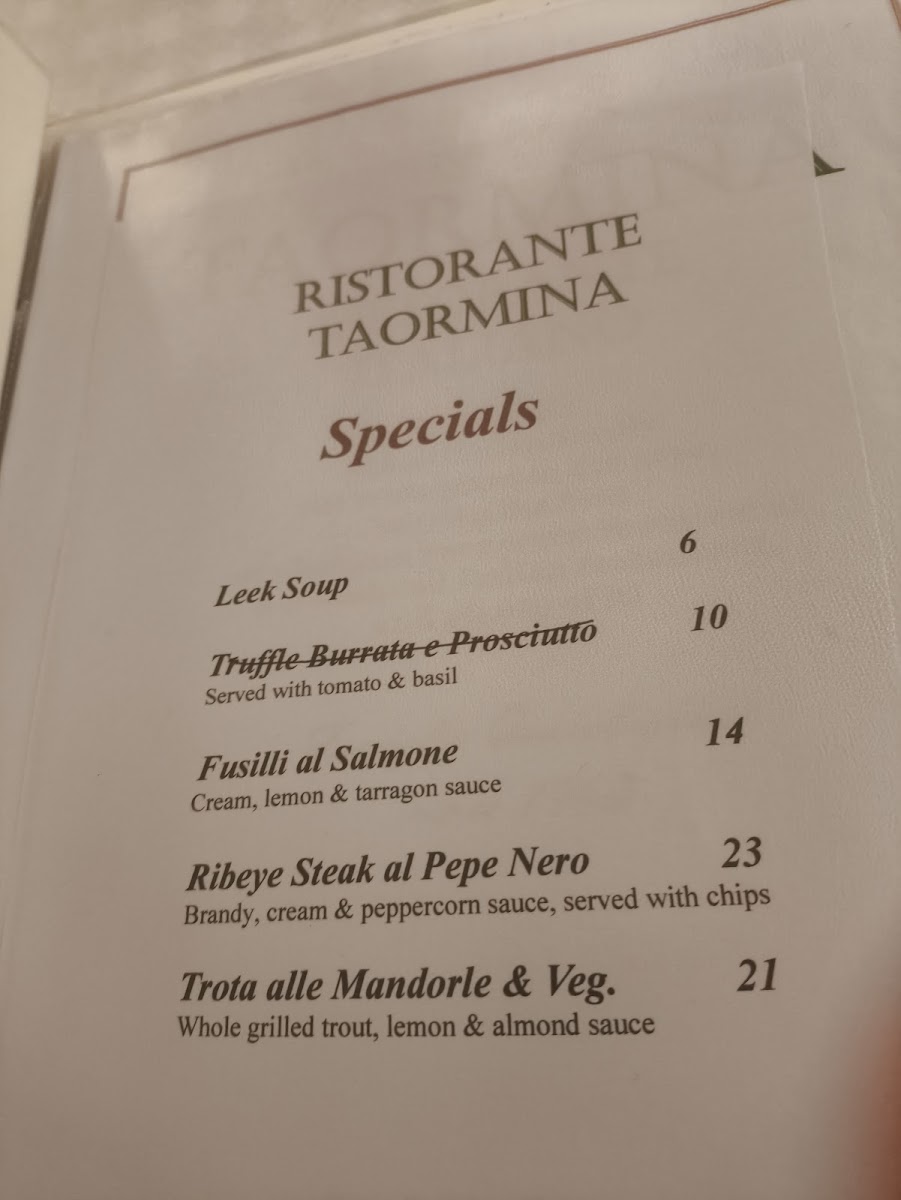 RISTORANTE
TAORMINA
Specials
Leek Soup 6
Truffle Burrata e Prosciutto 10
Served with tomato & basil
Fusilli al Salmone 14
Cream, lemon & tarragon sauce
Ribeye Steak al Pepe Nero 23
Brandy, cream & peppercorn sauce, served with chips
Trota alle Mandorle & Veg. 21
Whole grilled trout, lemon & almond sauce